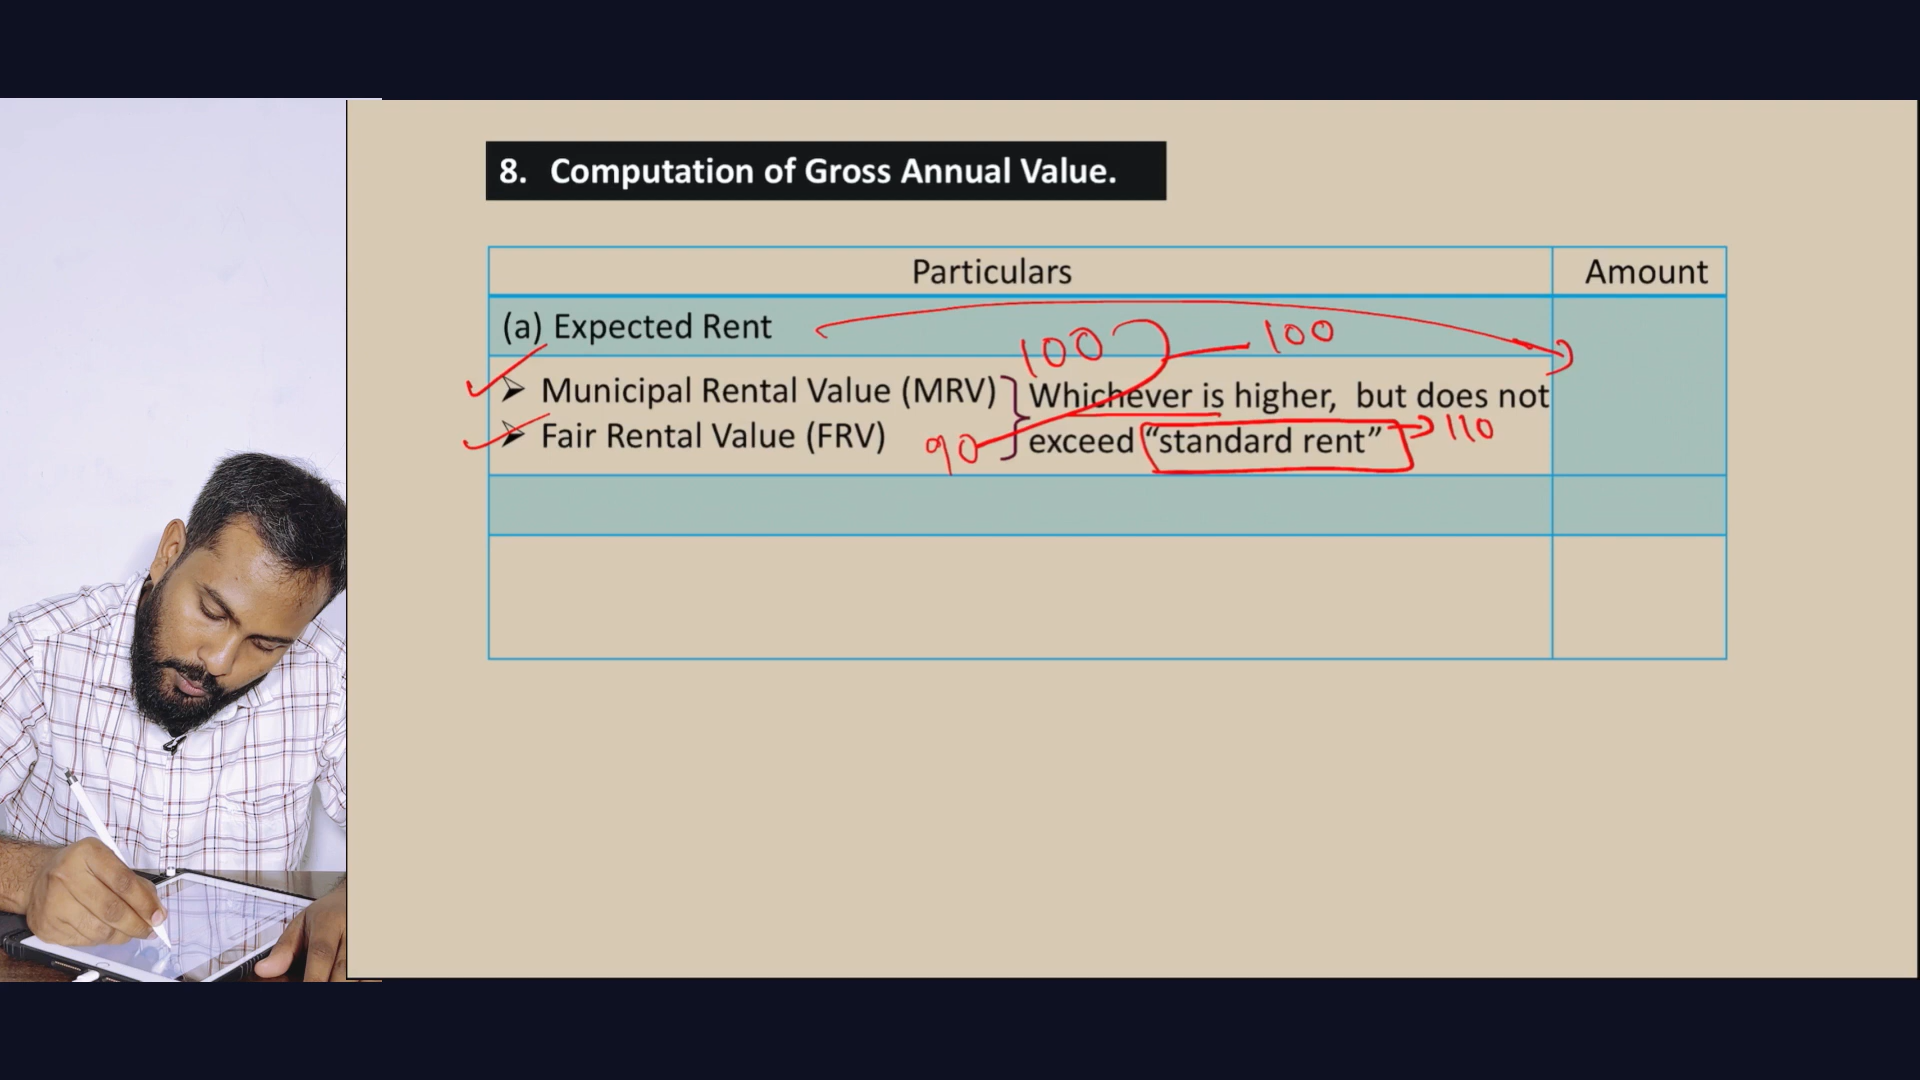 8. Computation of Gross Annual Value.
Particulars Amount
(a) Expected Rent
100 100
➢ Municipal Rental Value (MRV) Whichever is higher, but does not
➢ Fair Rental Value (FRV) 90 exceed “standard rent” 110